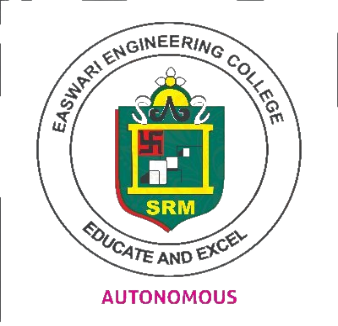 EASWARI ENGINEERING COLLEGE
SRM
EDUCATE AND EXCEL
AUTONOMOUS